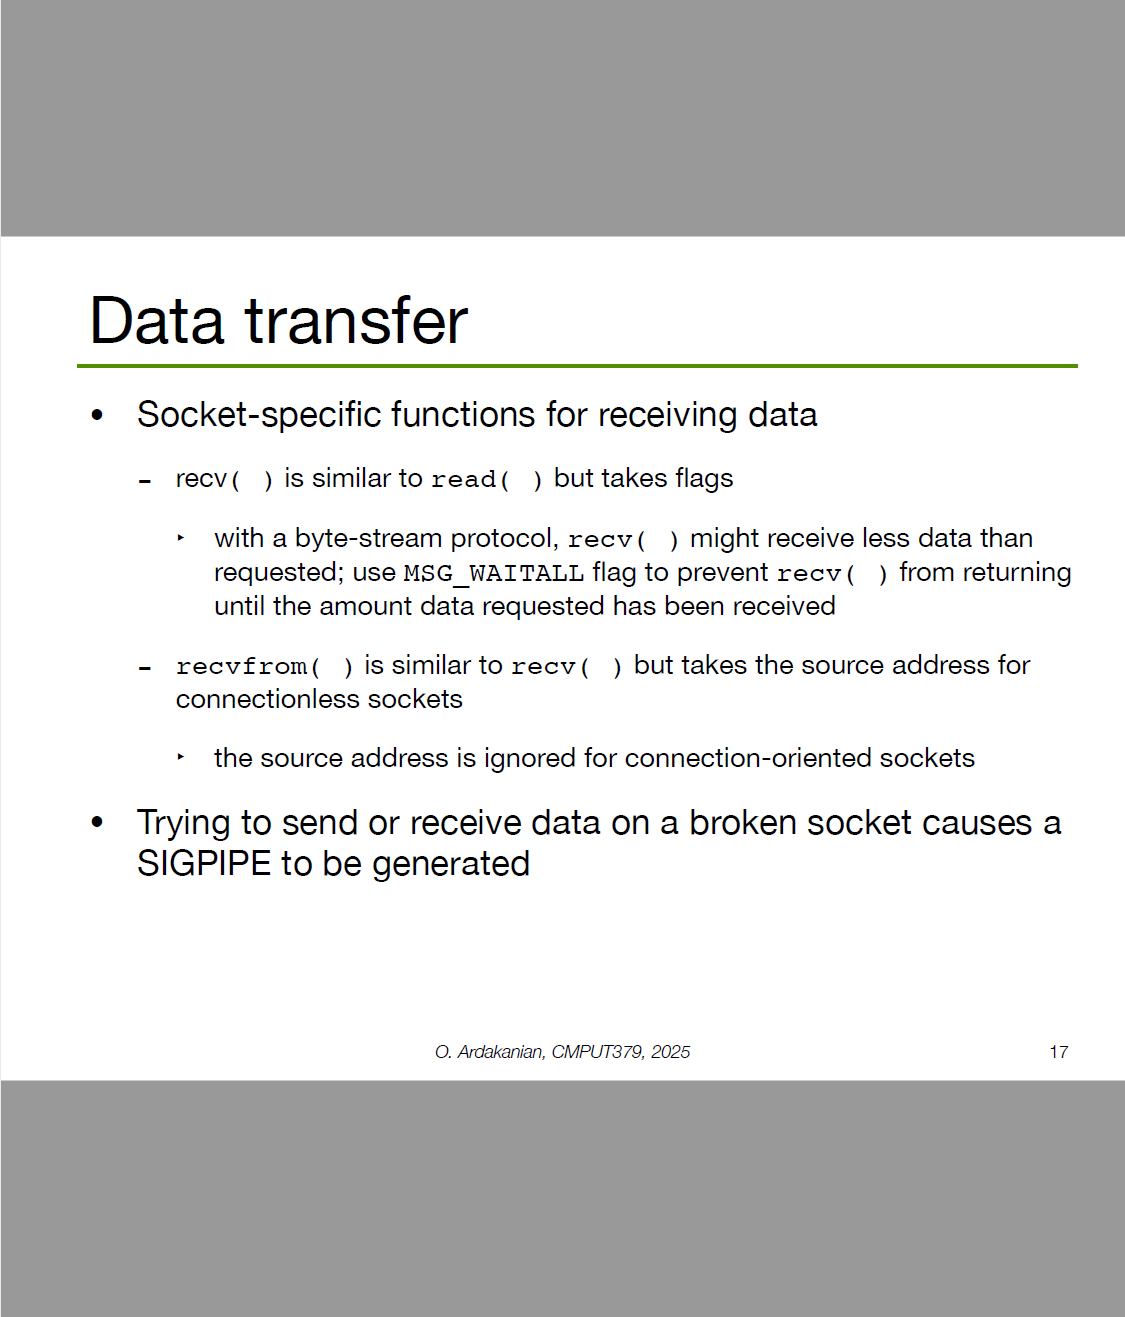 Data transfer
• Socket-specific functions for receiving data
– recv( ) is similar to read( ) but takes flags
‣ with a byte-stream protocol, recv( ) might receive less data than
requested; use MSG_WAITALL flag to prevent recv( ) from returning
until the amount data requested has been received
– recvfrom( ) is similar to recv( ) but takes the source address for
connectionless sockets
‣ the source address is ignored for connection-oriented sockets
• Trying to send or receive data on a broken socket causes a
SIGPIPE to be generated
O. Ardakanian, CMPUT379, 2025
17